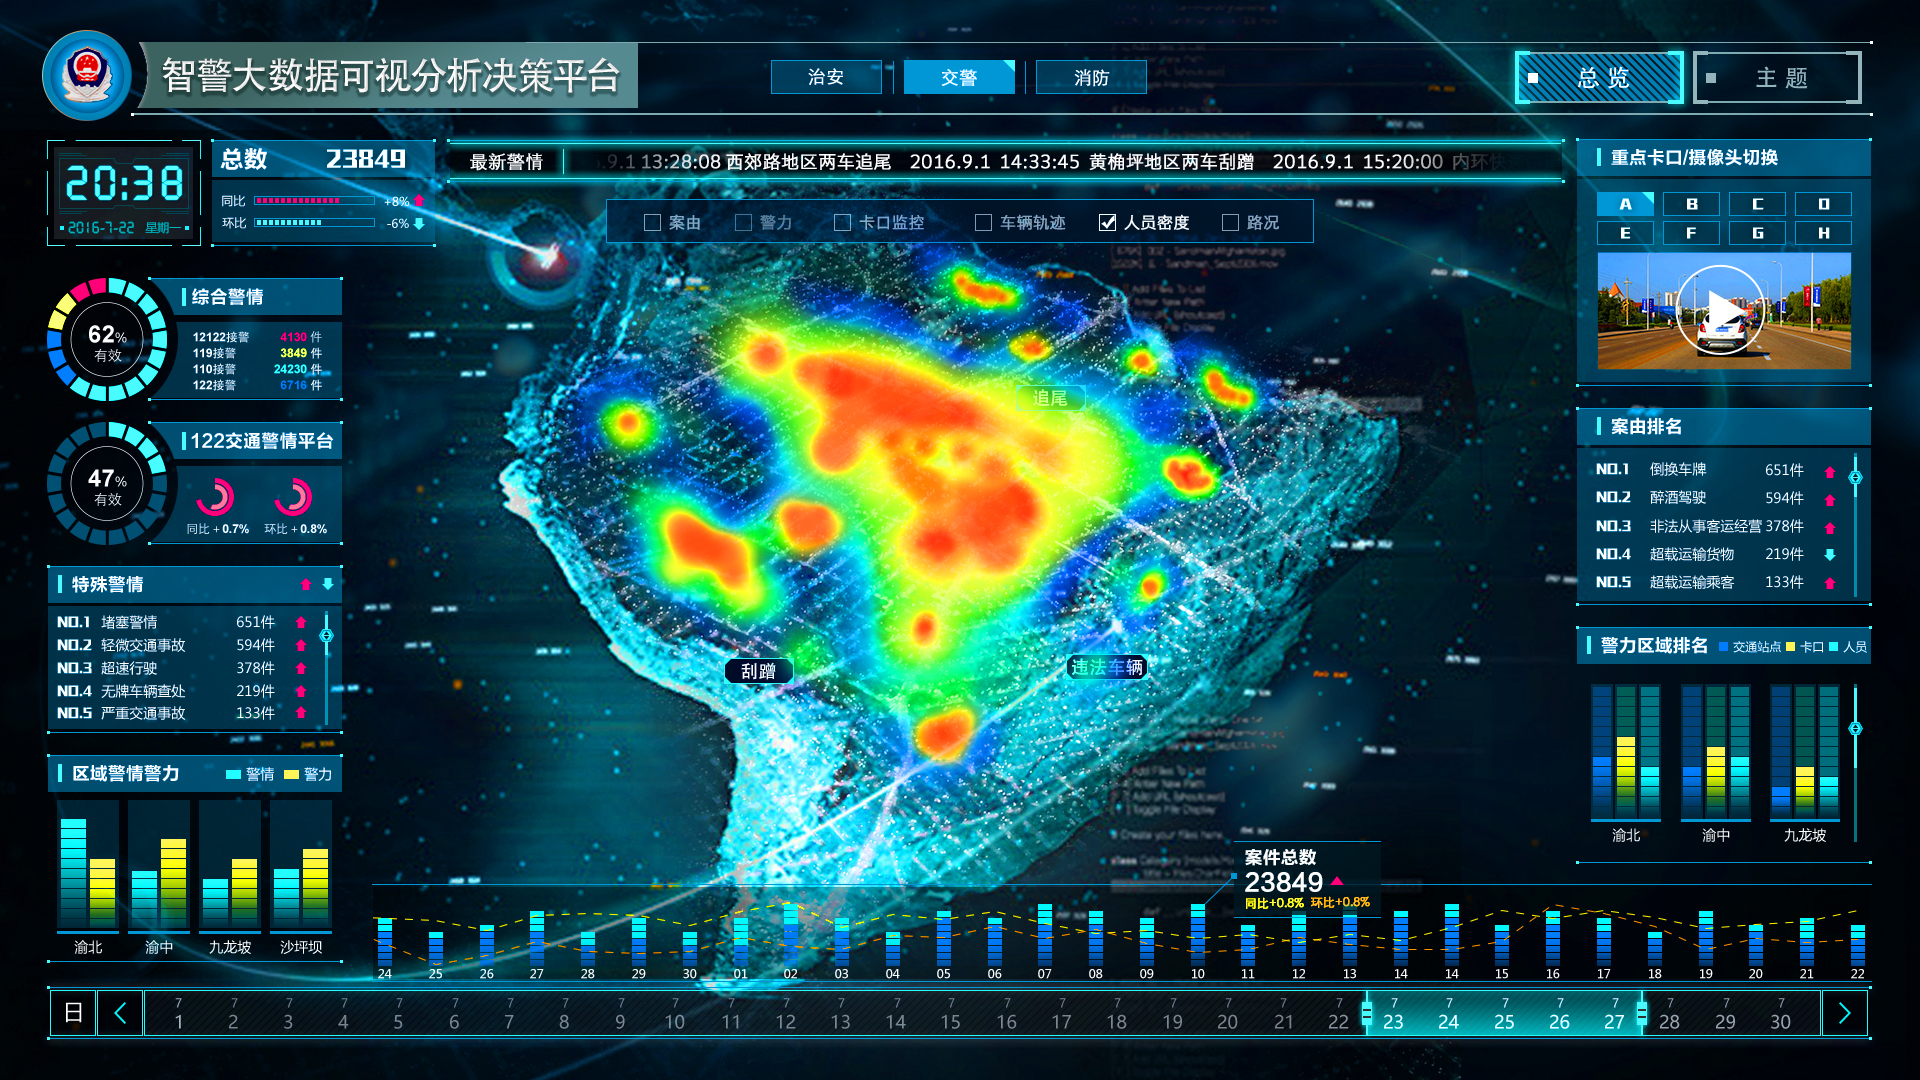 智警大数据可视分析决策平台
治安 交警 消防
总览 主题
20:38
2016-7-22 星期一
总数 23849
同比 +8%
环比 -6%
最新警情 .9.1 13:28:08 西郊路地区两车追尾 2016.9.1 14:33:45 黄桷坪地区两车刮蹭 2016.9.1 15:20:00 内环快
案由 警力 卡口监控 车辆轨迹 人员密度 路况
重点卡口/摄像头切换
A B C D
E F G H
综合警情
62%
有效
12122接警 4130 件
119接警 3849 件
110接警 24230 件
122接警 6716 件
122交通警情平台
47%
有效
同比 + 0.7% 环比 + 0.8%
特殊警情
NO.1 堵塞警情 651件
NO.2 轻微交通事故 594件
NO.3 超速行驶 378件
NO.4 无牌车辆查处 219件
NO.5 严重交通事故 133件
区域警情警力 警情 警力
渝北 渝中 九龙坡 沙坪坝
追尾
刮蹭
违法车辆
案由排名
NO.1 倒换车牌 651件
NO.2 醉酒驾驶 594件
NO.3 非法从事客运经营 378件
NO.4 超载运输货物 219件
NO.5 超载运输乘客 133件
警力区域排名 交通站点 卡口 人员
渝北 渝中 九龙坡
案件总数
23849
同比+0.8% 环比+0.8%
24 25 26 27 28 29 30 01 02 03 04 05 06 07 08 09 10 11 12 13 14 14 15 16 17 18 19 20 21 22
日
7 7 7 7 7 7 7 7 7 7 7 7 7 7 7 7 7 7 7 7 7 7 7 7 7 7 7 7 7 7
1 2 3 4 5 6 7 8 9 10 11 12 13 14 15 16 17 18 19 20 21 22 23 24 25 26 27 28 29 30